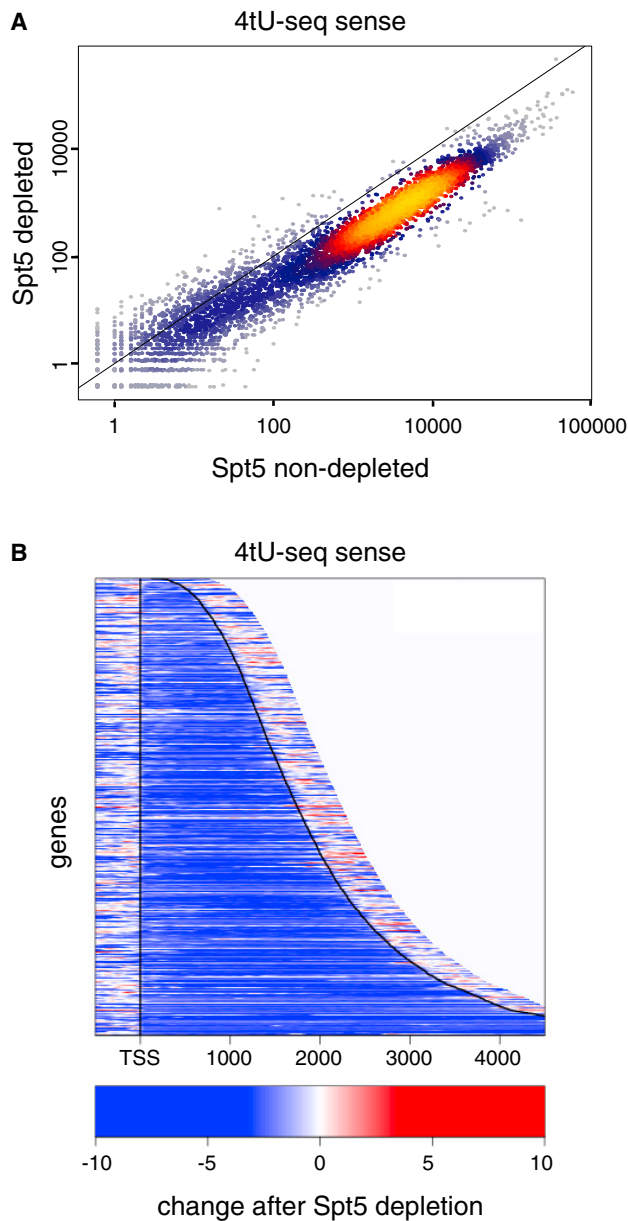 A
4tU-seq sense
Spt5 depleted
10000
100
1
1
100
10000
100000
Spt5 non-depleted
B
4tU-seq sense
genes
TSS
1000
2000
3000
4000
-10
-5
0
5
10
change after Spt5 depletion